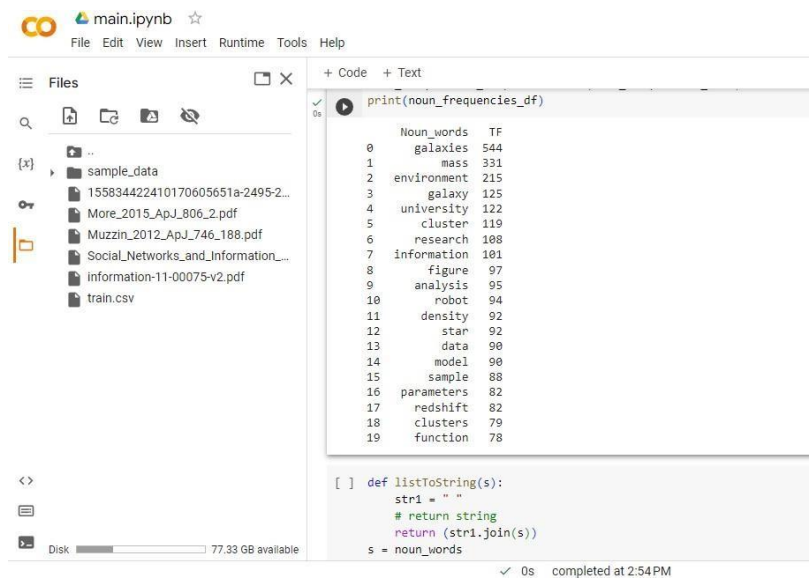 main.ipynb
File Edit View Insert Runtime Tools Help
Files
+ Code + Text
0s
print(noun_frequencies_df)
Noun_words TF
0 galaxies 544
1 mass 331
2 environment 215
3 galaxy 125
4 university 122
5 cluster 119
6 research 108
7 information 101
8 figure 97
9 analysis 95
10 robot 94
11 density 92
12 star 92
13 data 90
14 model 90
15 sample 88
16 parameters 82
17 redshift 82
18 clusters 79
19 function 78
{x}
..
sample_data
155834422410170605651a-2495-2...
More_2015_ApJ_806_2.pdf
Muzzin_2012_ApJ_746_188.pdf
Social_Networks_and_Information_...
information-11-00075-v2.pdf
train.csv
<>
Disk 77.33 GB available
[ ] def listToString(s):
str1 = " "
# return string
return (str1.join(s))
s = noun_words
0s completed at 2:54 PM